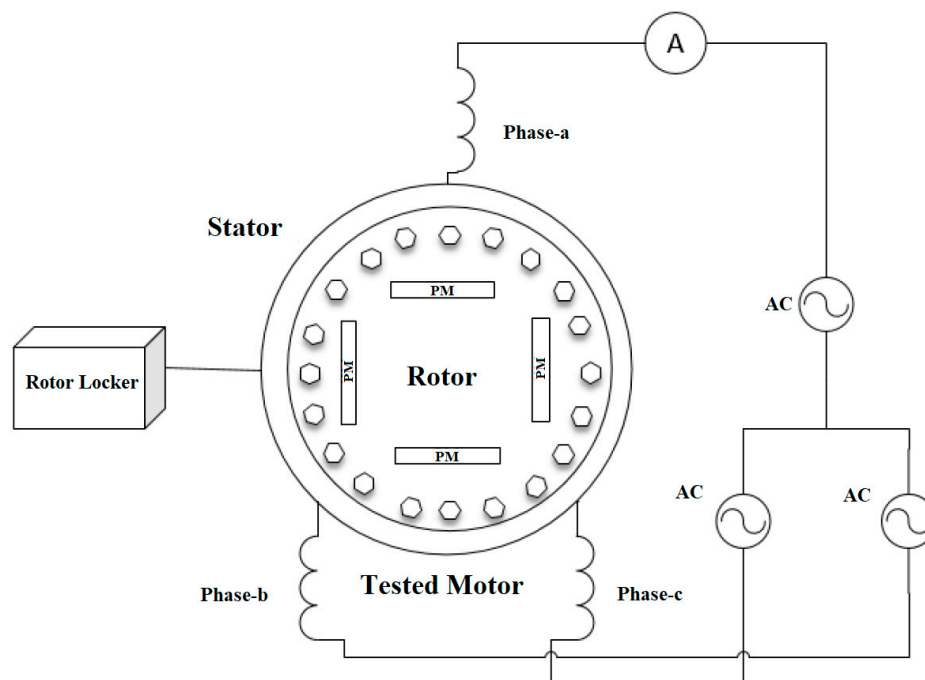 A
Phase-a
Stator
PM
AC
PM
PM
Rotor Locker
Rotor
PM
AC
AC
Phase-b
Tested Motor
Phase-c